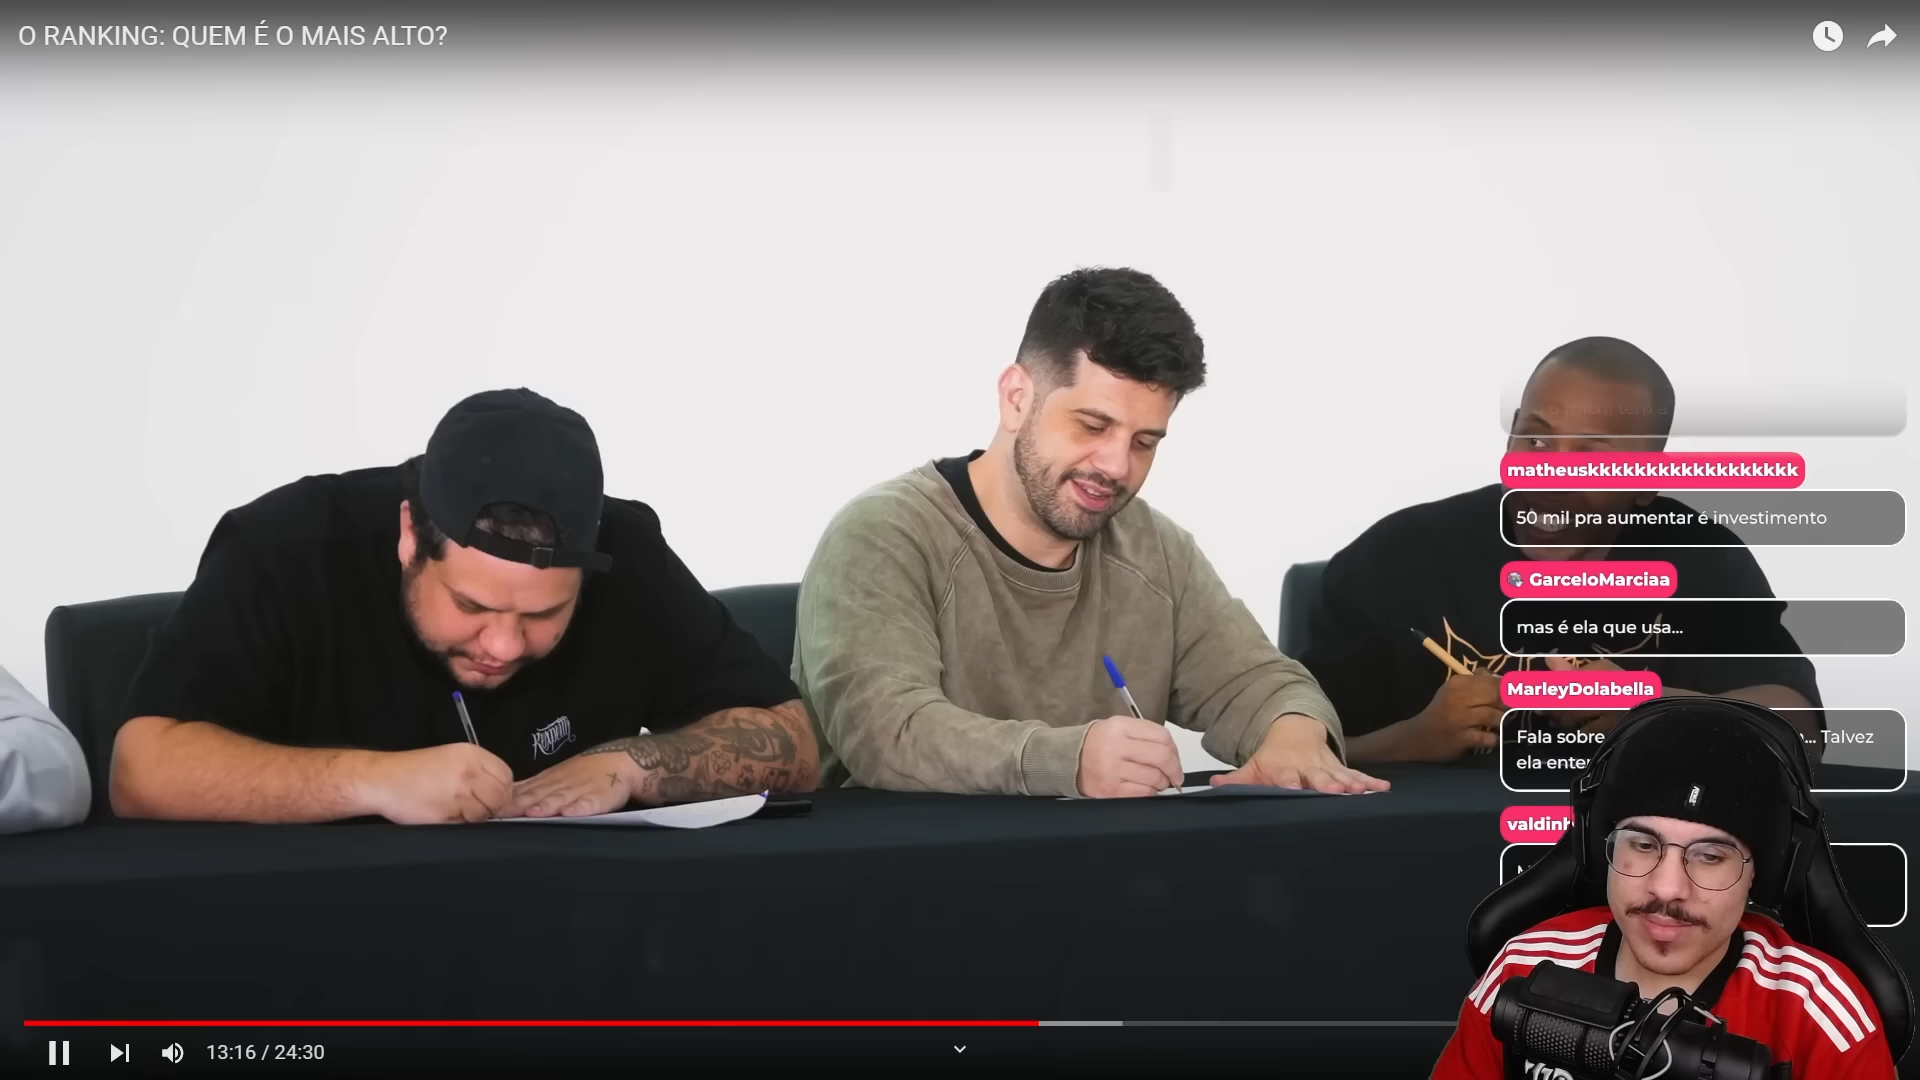 O RANKING: QUEM É O MAIS ALTO?
matheuskkkkkkkkkkkkkkkkkk
50 mil pra aumentar é investimento
GarceloMarciaa
mas é ela que usa...
MarleyDolabella
Fala sobre ... Talvez
ela
13:16 / 24:30